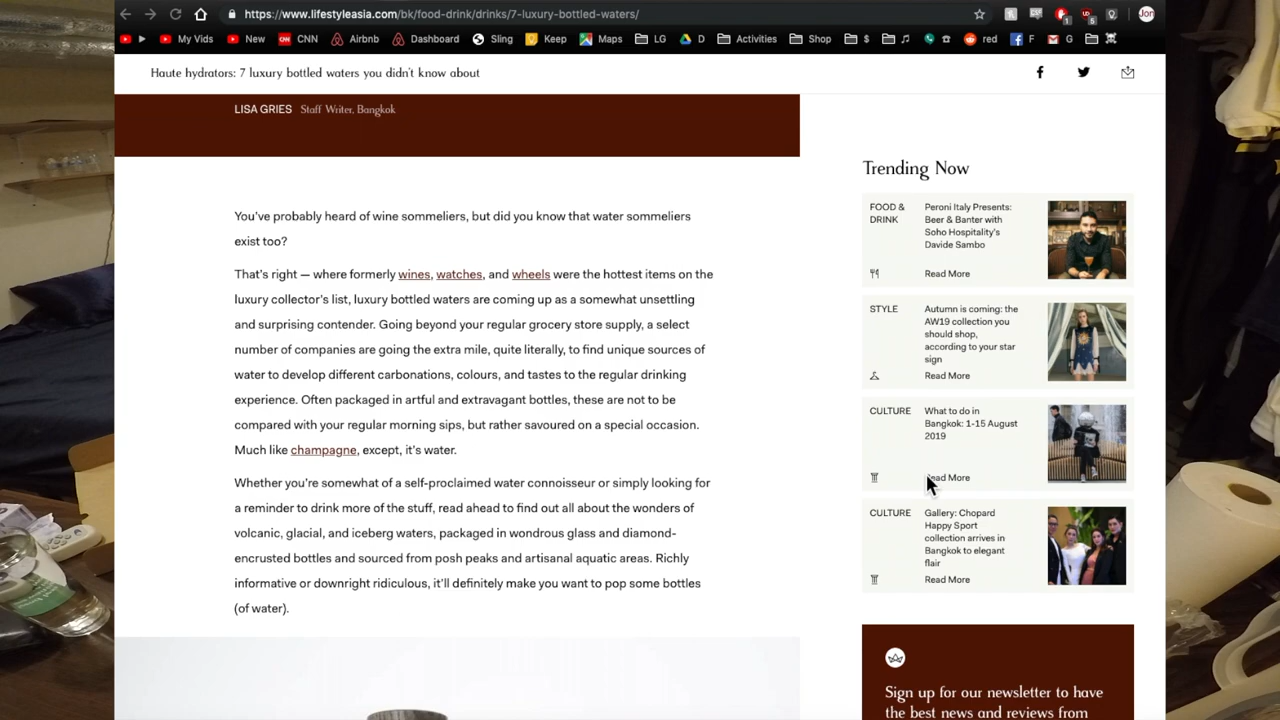 https://www.lifestyleasia.com/bk/food-drink/drinks/7-luxury-bottled-waters/
1
5
Jon
My Vids
New
CNN
CNN
Airbnb
Dashboard
Sling
Keep
Maps
LG
D
Activities
Shop
$
red
F
G
Haute hydrators: 7 luxury bottled waters you didn't know about
LISA GRIES Staff Writer, Bangkok
You've probably heard of wine sommeliers, but did you know that water sommeliers
exist too?
That's right — where formerly wines, watches, and wheels were the hottest items on the
luxury collector's list, luxury bottled waters are coming up as a somewhat unsettling
and surprising contender. Going beyond your regular grocery store supply, a select
number of companies are going the extra mile, quite literally, to find unique sources of
water to develop different carbonations, colours, and tastes to the regular drinking
experience. Often packaged in artful and extravagant bottles, these are not to be
compared with your regular morning sips, but rather savoured on a special occasion.
Much like champagne, except, it's water.
Whether you're somewhat of a self-proclaimed water connoisseur or simply looking for
a reminder to drink more of the stuff, read ahead to find out all about the wonders of
volcanic, glacial, and iceberg waters, packaged in wondrous glass and diamond-
encrusted bottles and sourced from posh peaks and artisanal aquatic areas. Richly
informative or downright ridiculous, it'll definitely make you want to pop some bottles
(of water).
Trending Now
FOOD &
DRINK
Peroni Italy Presents:
Beer & Banter with
Soho Hospitality's
Davide Sambo
Read More
STYLE
Autumn is coming: the
AW19 collection you
should shop,
according to your star
sign
Read More
CULTURE
What to do in
Bangkok: 1-15 August
2019
Read More
CULTURE
Gallery: Chopard
Happy Sport
collection arrives in
Bangkok to elegant
flair
Read More
Sign up for our newsletter to have
the best news and reviews from